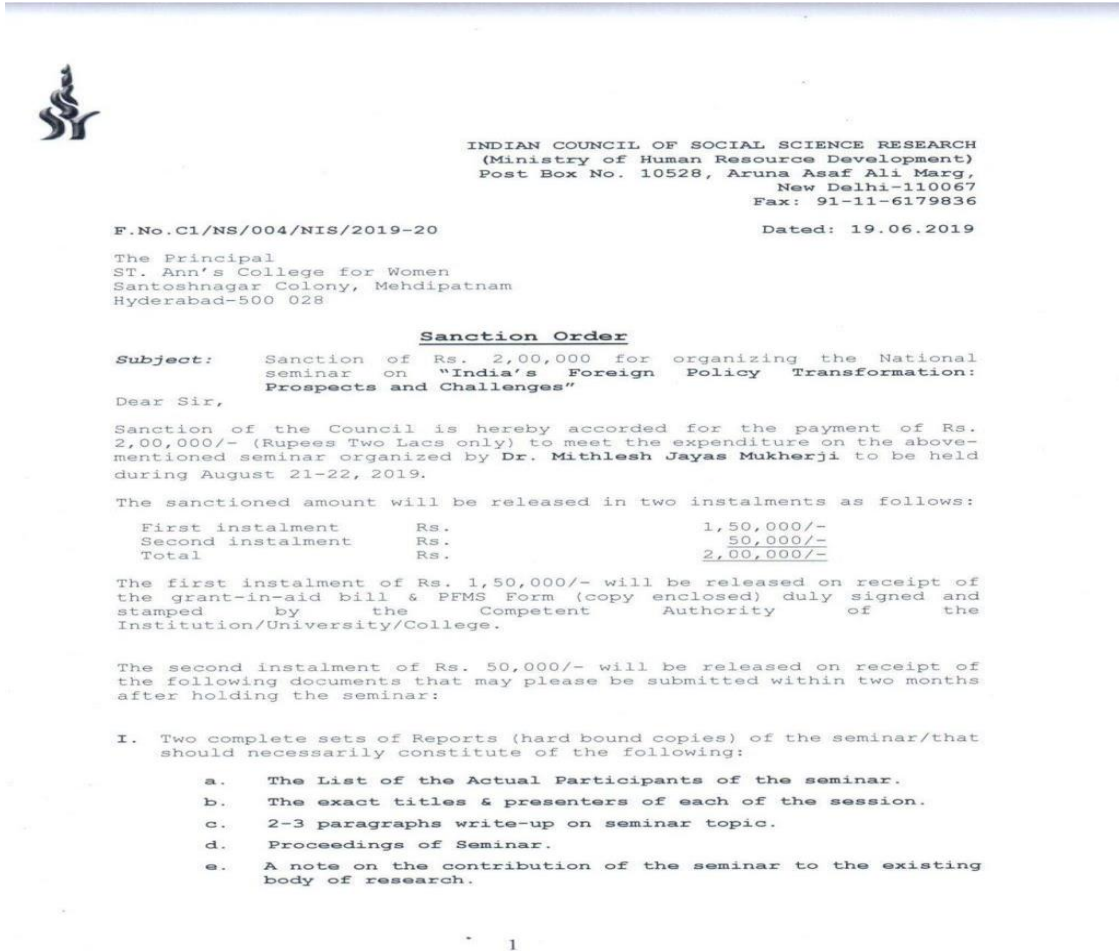 INDIAN COUNCIL OF SOCIAL SCIENCE RESEARCH
(Ministry of Human Resource Development)
Post Box No. 10528, Aruna Asaf Ali Marg,
New Delhi-110067
Fax: 91-11-6179836
F.No.C1/NS/004/NIS/2019-20 Dated: 19.06.2019
The Principal
ST. Ann's College for Women
Santoshnagar Colony, Mehdipatnam
Hyderabad-500 028
Sanction Order
Subject: Sanction of Rs. 2,00,000 for organizing the National
seminar on "India's Foreign Policy Transformation:
Prospects and Challenges"
Dear Sir,
Sanction of the Council is hereby accorded for the payment of Rs.
2,00,000/- (Rupees Two Lacs only) to meet the expenditure on the above-
mentioned seminar organized by Dr. Mithlesh Jayas Mukherji to be held
during August 21-22, 2019.
The sanctioned amount will be released in two instalments as follows:
First instalment Rs. 1,50,000/-
Second instalment Rs. 50,000/-
Total Rs. 2,00,000/-
The first instalment of Rs. 1,50,000/- will be released on receipt of
the grant-in-aid bill & PFMS Form (copy enclosed) duly signed and
stamped by the Competent Authority of the
Institution/University/College.
The second instalment of Rs. 50,000/- will be released on receipt of
the following documents that may please be submitted within two months
after holding the seminar:
I. Two complete sets of Reports (hard bound copies) of the seminar/that
should necessarily constitute of the following:
a. The List of the Actual Participants of the seminar.
b. The exact titles & presenters of each of the session.
c. 2-3 paragraphs write-up on seminar topic.
d. Proceedings of Seminar.
e. A note on the contribution of the seminar to the existing
body of research.
1